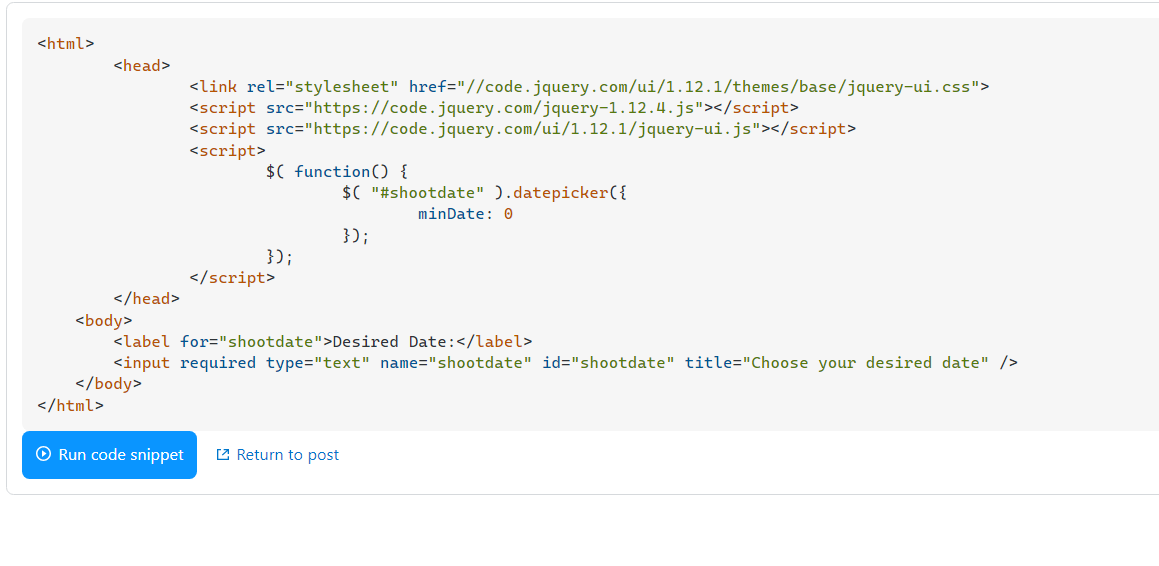 <html>
<head>
<link rel="stylesheet" href="//code.jquery.com/ui/1.12.1/themes/base/jquery-ui.css">
<script src="https://code.jquery.com/jquery-1.12.4.js"></script>
<script src="https://code.jquery.com/ui/1.12.1/jquery-ui.js"></script>
<script>
$( function() {
$( "#shootdate" ).datepicker({
minDate: 0
});
});
</script>
</head>
<body>
<label for="shootdate">Desired Date:</label>
<input required type="text" name="shootdate" id="shootdate" title="Choose your desired date" />
</body>
</html>
Run code snippet Return to post